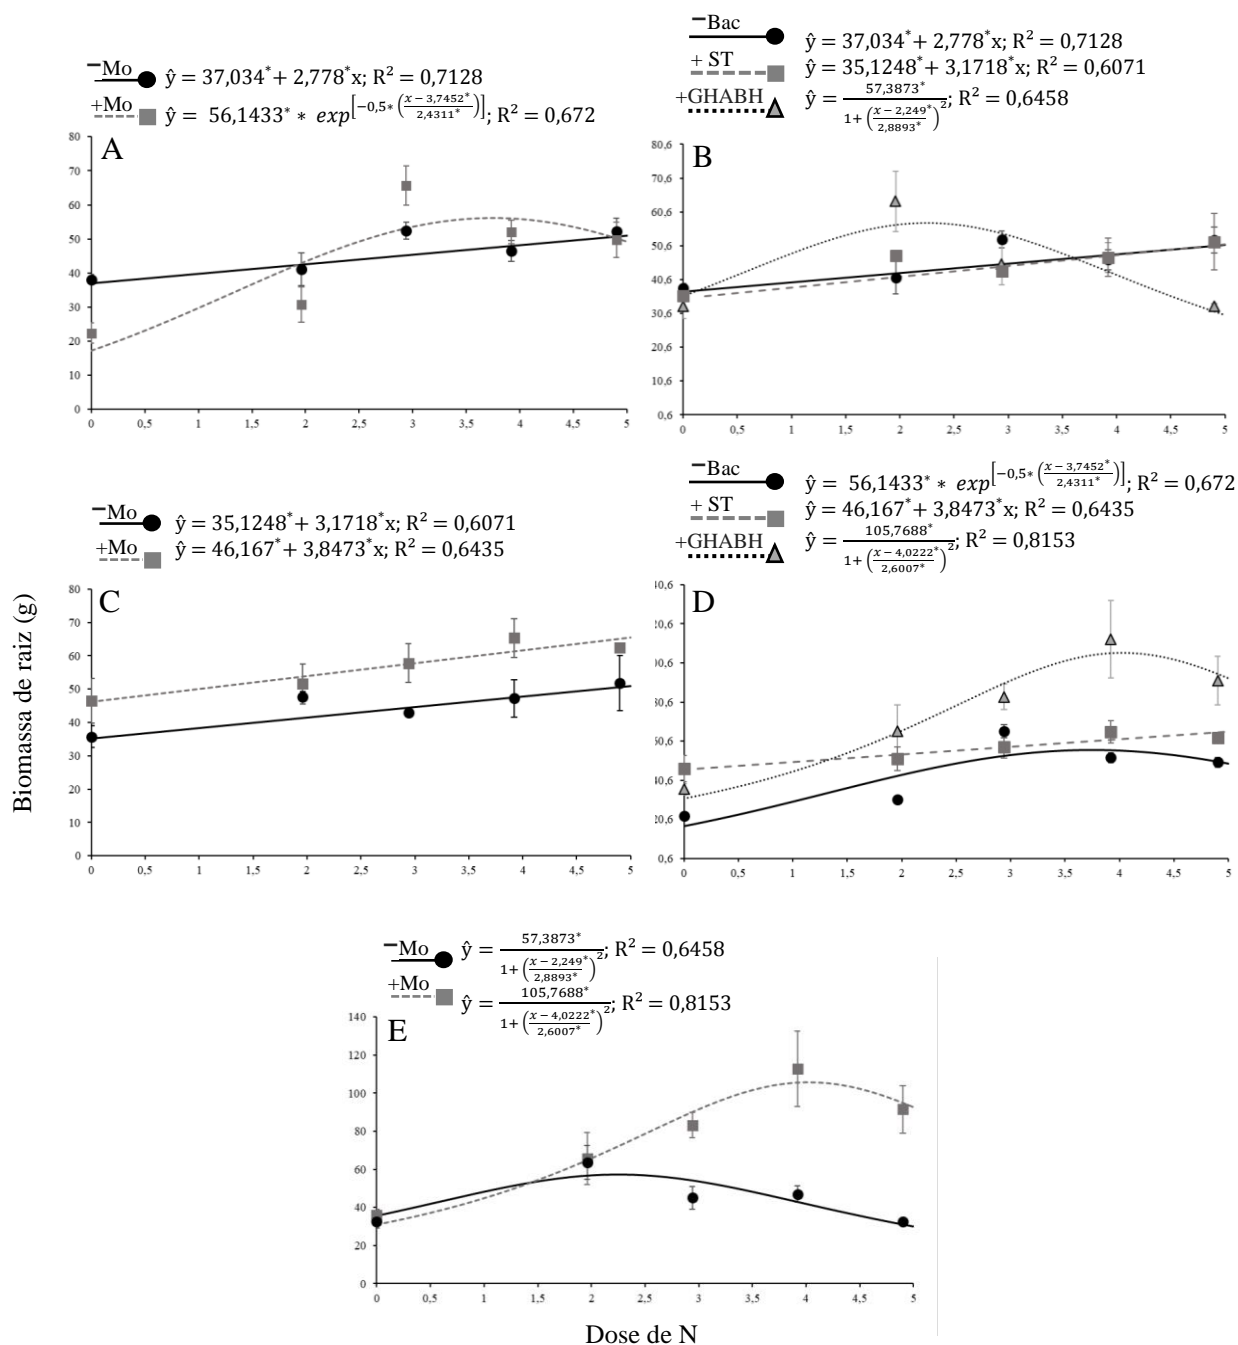 −Mo ŷ = 37,034* + 2,778*x; R² = 0,7128
+Mo ŷ = 56,1433* * exp^[−0,5*((x − 3,7452*)/2,4311*)]; R² = 0,672
A
80
70
60
50
40
30
20
10
0
0 0,5 1 1,5 2 2,5 3 3,5 4 4,5 5
−Bac ŷ = 37,034* + 2,778*x; R² = 0,7128
+ ST ŷ = 35,1248* + 3,1718*x; R² = 0,6071
+GHABH ŷ = 57,3873*/(1+((x − 2,249*)/2,8893*)²); R² = 0,6458
B
80,6
70,6
60,6
50,6
40,6
30,6
20,6
10,6
0,6
0 0,5 1 1,5 2 2,5 3 3,5 4 4,5 5
−Mo ŷ = 35,1248* + 3,1718*x; R² = 0,6071
+Mo ŷ = 46,167* + 3,8473*x; R² = 0,6435
C
80
70
60
50
40
30
20
10
0
0 0,5 1 1,5 2 2,5 3 3,5 4 4,5 5
Biomassa de raiz (g)
−Bac ŷ = 56,1433* * exp^[−0,5*((x − 3,7452*)/2,4311*)]; R² = 0,672
+ ST ŷ = 46,167* + 3,8473*x; R² = 0,6435
+GHABH ŷ = 105,7688*/(1+((x − 4,0222*)/2,6007*)²); R² = 0,8153
D
40,6
20,6
00,6
80,6
60,6
40,6
20,6
0,6
0 0,5 1 1,5 2 2,5 3 3,5 4 4,5 5
−Mo ŷ = 57,3873*/(1+((x − 2,249*)/2,8893*)²); R² = 0,6458
+Mo ŷ = 105,7688*/(1+((x − 4,0222*)/2,6007*)²); R² = 0,8153
E
140
120
100
80
60
40
20
0
0 0,5 1 1,5 2 2,5 3 3,5 4 4,5 5
Dose de N